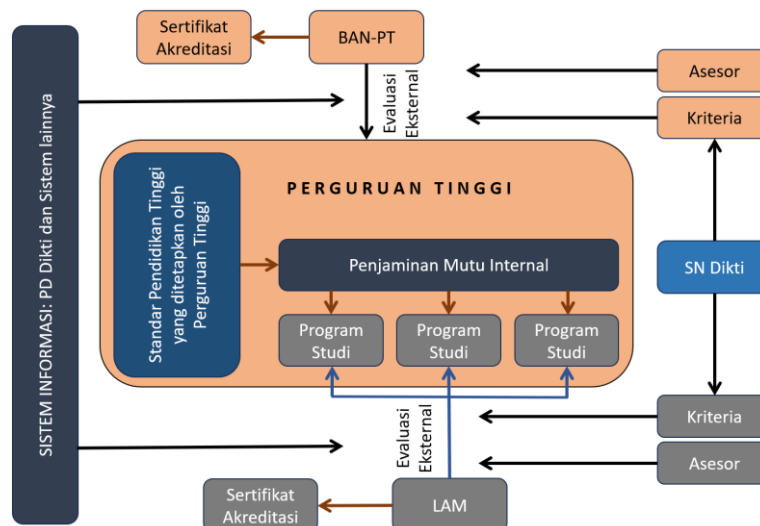 Sertifikat
Akreditasi
BAN-PT
Evaluasi
Eksternal
Asesor
Kriteria
SISTEM INFORMASI: PD Dikti dan Sistem lainnya
PERGURUAN TINGGI
Standar Pendidikan Tinggi
yang ditetapkan oleh
Perguruan Tinggi
Penjaminan Mutu Internal
SN Dikti
Program
Studi
Program
Studi
Program
Studi
Evaluasi
Eksternal
Kriteria
Asesor
Sertifikat
Akreditasi
LAM